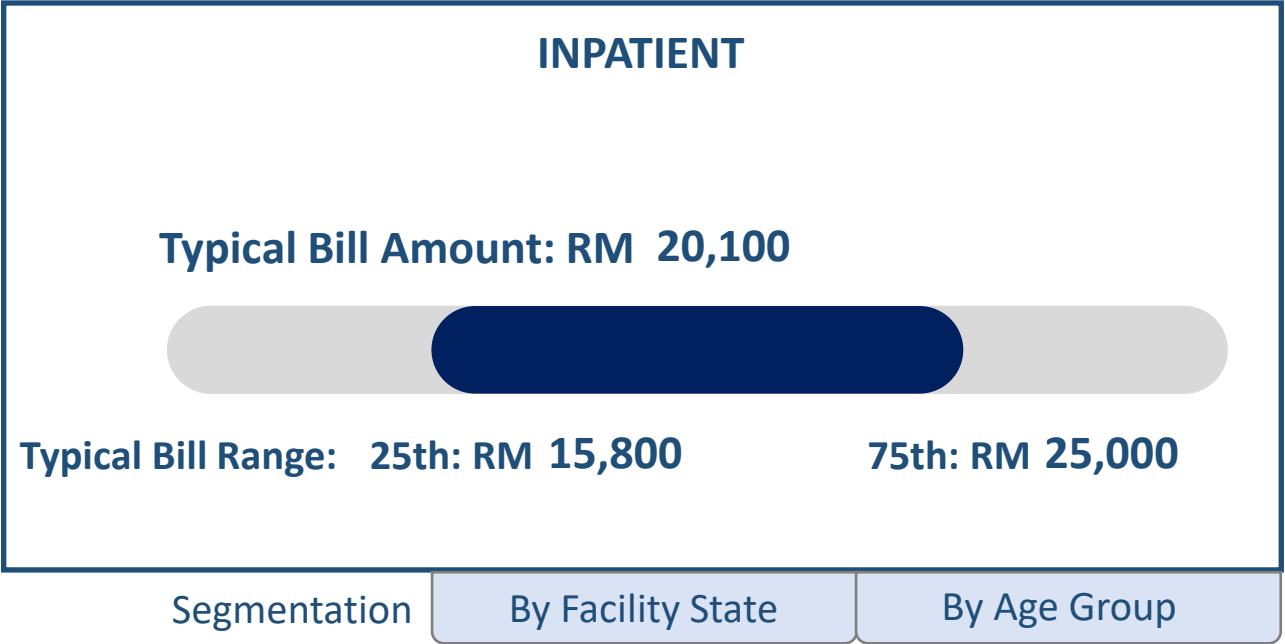 INPATIENT
Typical Bill Amount: RM 20,100
Typical Bill Range: 25th: RM 15,800 75th: RM 25,000
Segmentation By Facility State By Age Group